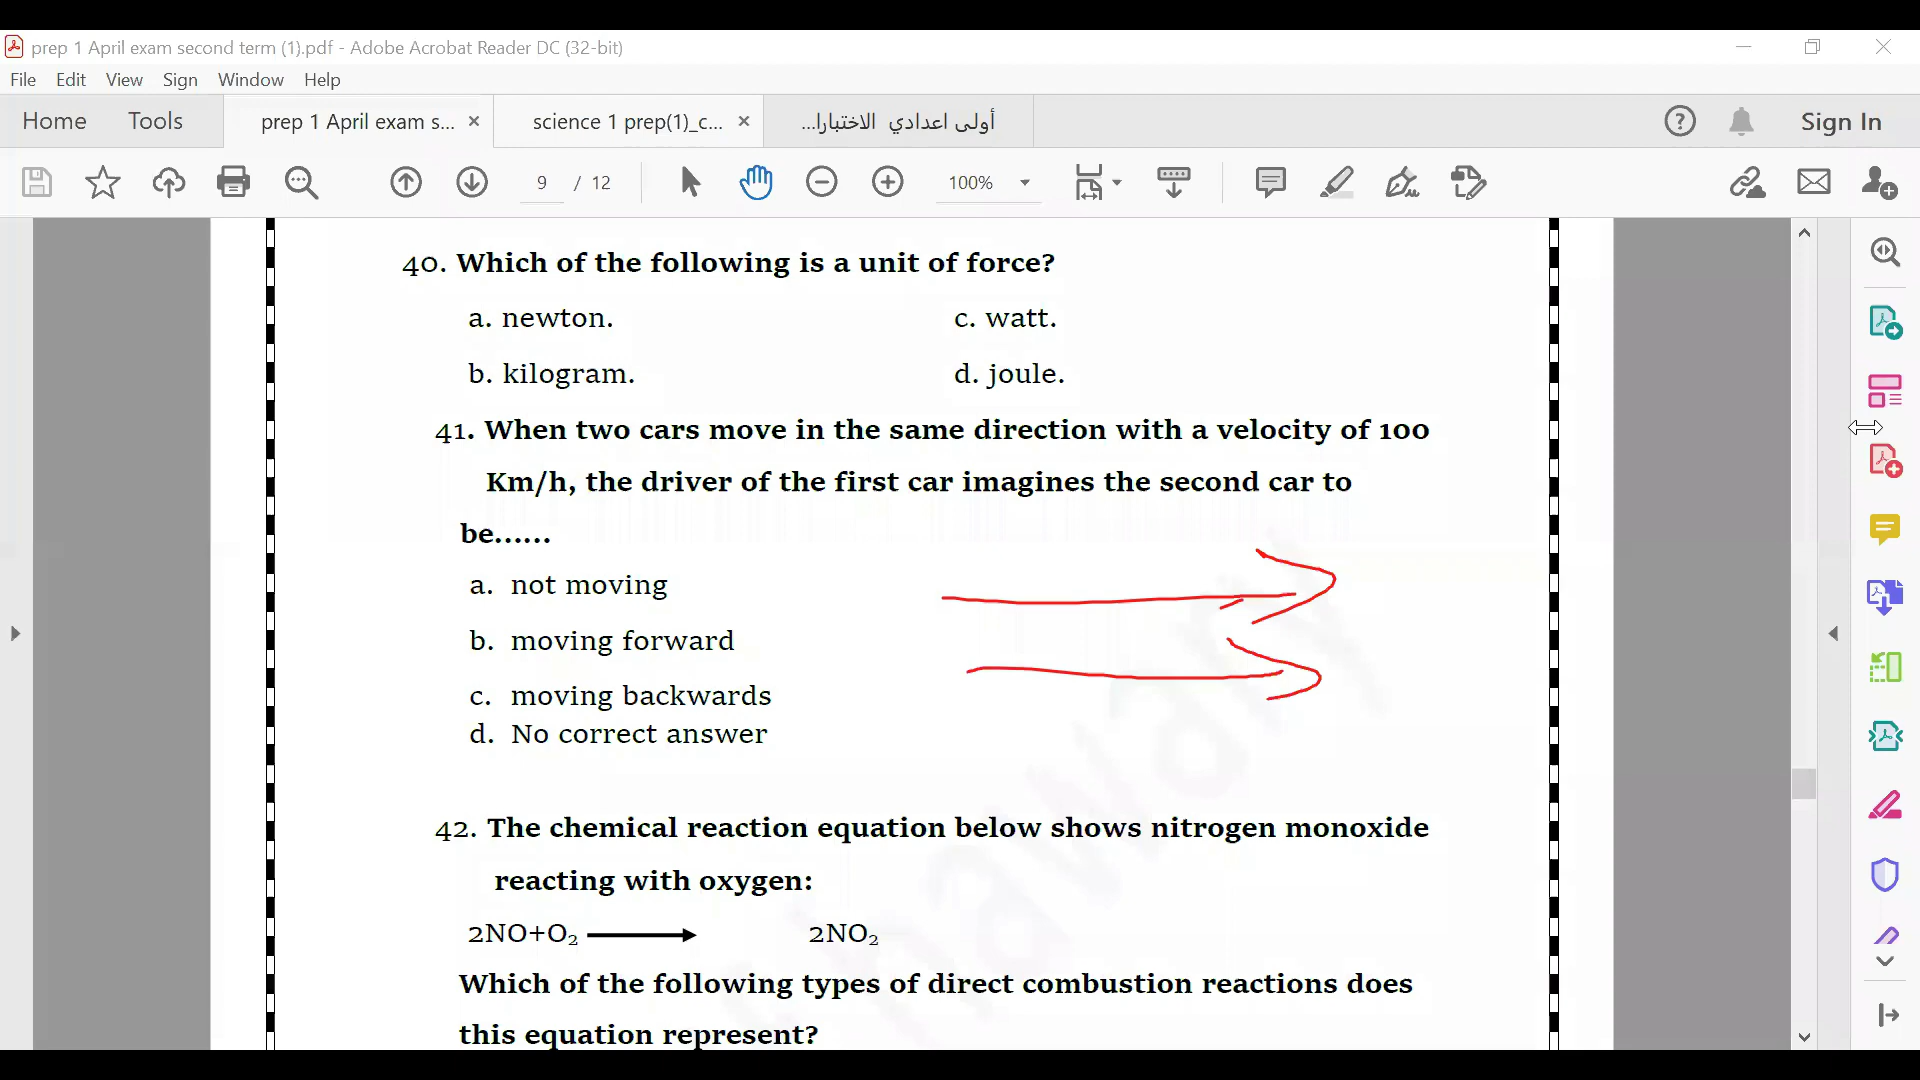 prep 1 April exam second term (1).pdf - Adobe Acrobat Reader DC (32-bit)
File Edit View Sign Window Help
Home Tools prep 1 April exam s... × science 1 prep(1)_c... × أولى اعدادي الاختبارا... Sign In
9 / 12 100%
40. Which of the following is a unit of force?
a. newton. c. watt.
b. kilogram. d. joule.
41. When two cars move in the same direction with a velocity of 100
Km/h, the driver of the first car imagines the second car to
be......
a. not moving
b. moving forward
c. moving backwards
d. No correct answer
42. The chemical reaction equation below shows nitrogen monoxide
reacting with oxygen:
2NO+O₂ ⟶ 2NO₂
Which of the following types of direct combustion reactions does
this equation represent?